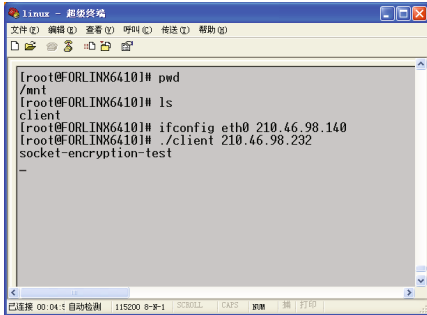 linux - 超级终端
文件(F) 编辑(E) 查看(V) 呼叫(C) 传送(T) 帮助(H)
[root@FORLINX6410]# pwd
/mnt
[root@FORLINX6410]# ls
client
[root@FORLINX6410]# ifconfig eth0 210.46.98.140
[root@FORLINX6410]# ./client 210.46.98.232
socket-encryption-test
_
已连接 00:04:5 自动检测 115200 8-N-1 SCROLL CAPS NUM 捕 打印